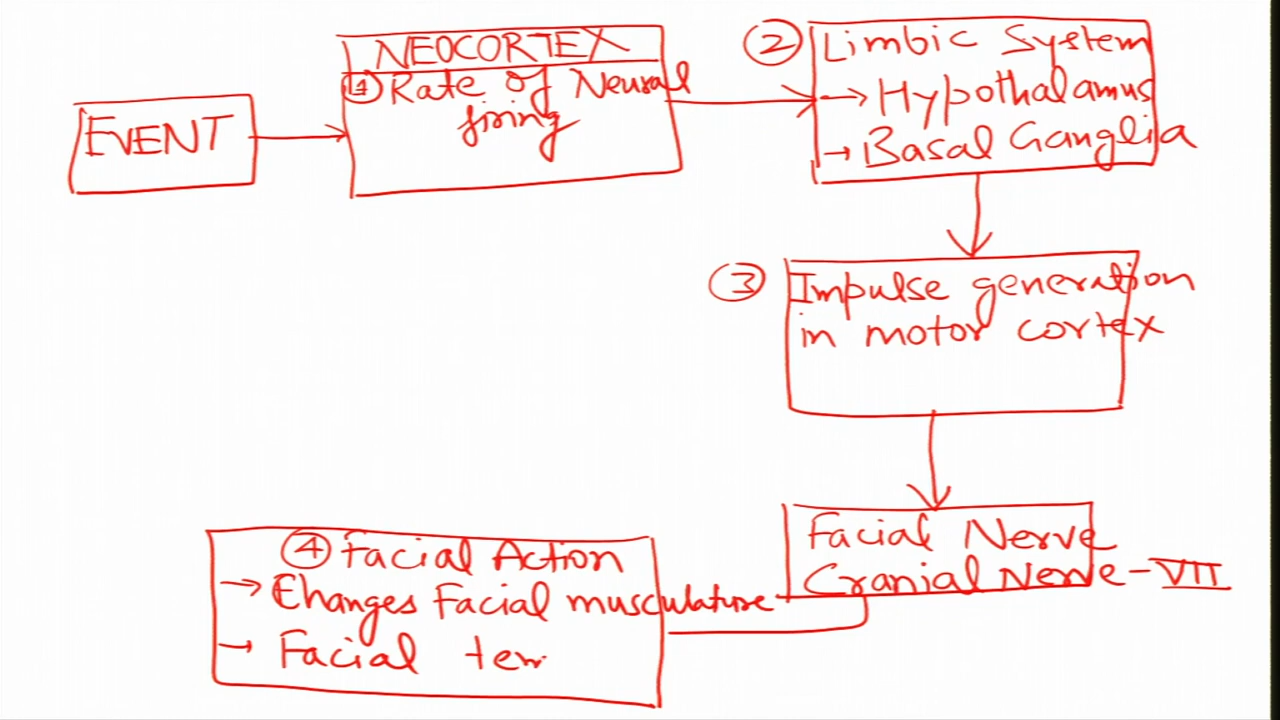 EVENT
NEOCORTEX
① Rate of Neural
firing
② Limbic System
→ Hypothalamus
→ Basal Ganglia
③ Impulse generation
in motor cortex
Facial Nerve
Cranial Nerve - VII
④ Facial Action
→ Changes Facial musculature
→ Facial